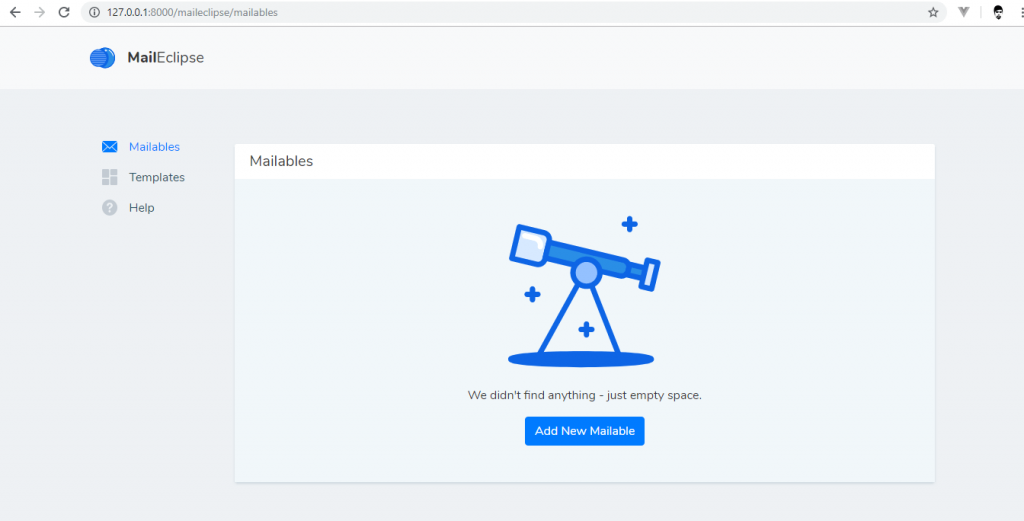 127.0.0.1:8000/maileclipse/mailables
MailEclipse
Mailables
Templates
Help
Mailables
We didn't find anything - just empty space.
Add New Mailable